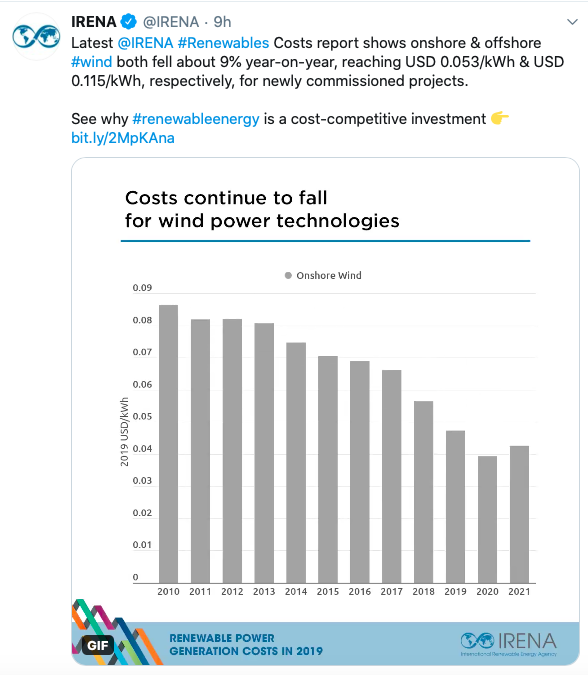 IRENA @IRENA · 9h
Latest @IRENA #Renewables Costs report shows onshore & offshore
#wind both fell about 9% year-on-year, reaching USD 0.053/kWh & USD
0.115/kWh, respectively, for newly commissioned projects.
See why #renewableenergy is a cost-competitive investment 👉
bit.ly/2MpKAna
Costs continue to fall
for wind power technologies
Onshore Wind
2019 USD/kWh
0.09
0.08
0.07
0.06
0.05
0.04
0.03
0.02
0.01
0
2010 2011 2012 2013 2014 2015 2016 2017 2018 2019 2020 2021
GIF
RENEWABLE POWER
GENERATION COSTS IN 2019
IRENA
International Renewable Energy Agency